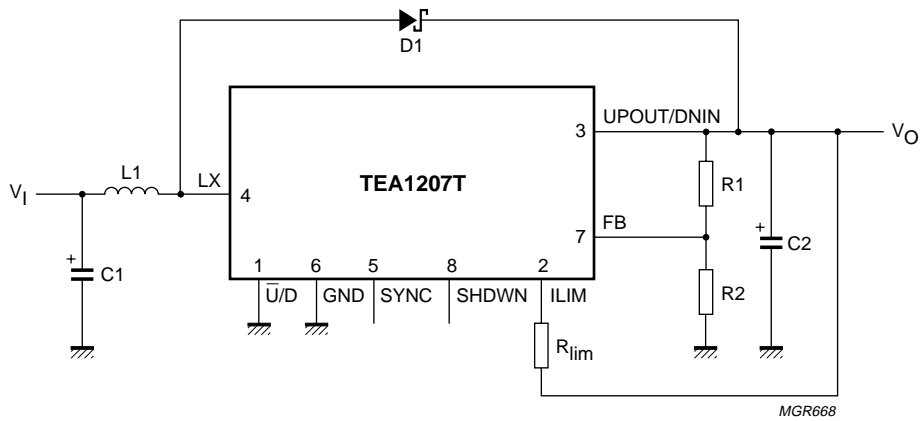 D1
UPOUT/DNIN
3
V_O
L1
LX
V_I
4
TEA1207T
R1
FB
7
C1
C2
1
6
5
8
2
U̅/D
GND
SYNC
SHDWN
ILIM
R2
R_lim
+
+
MGR668